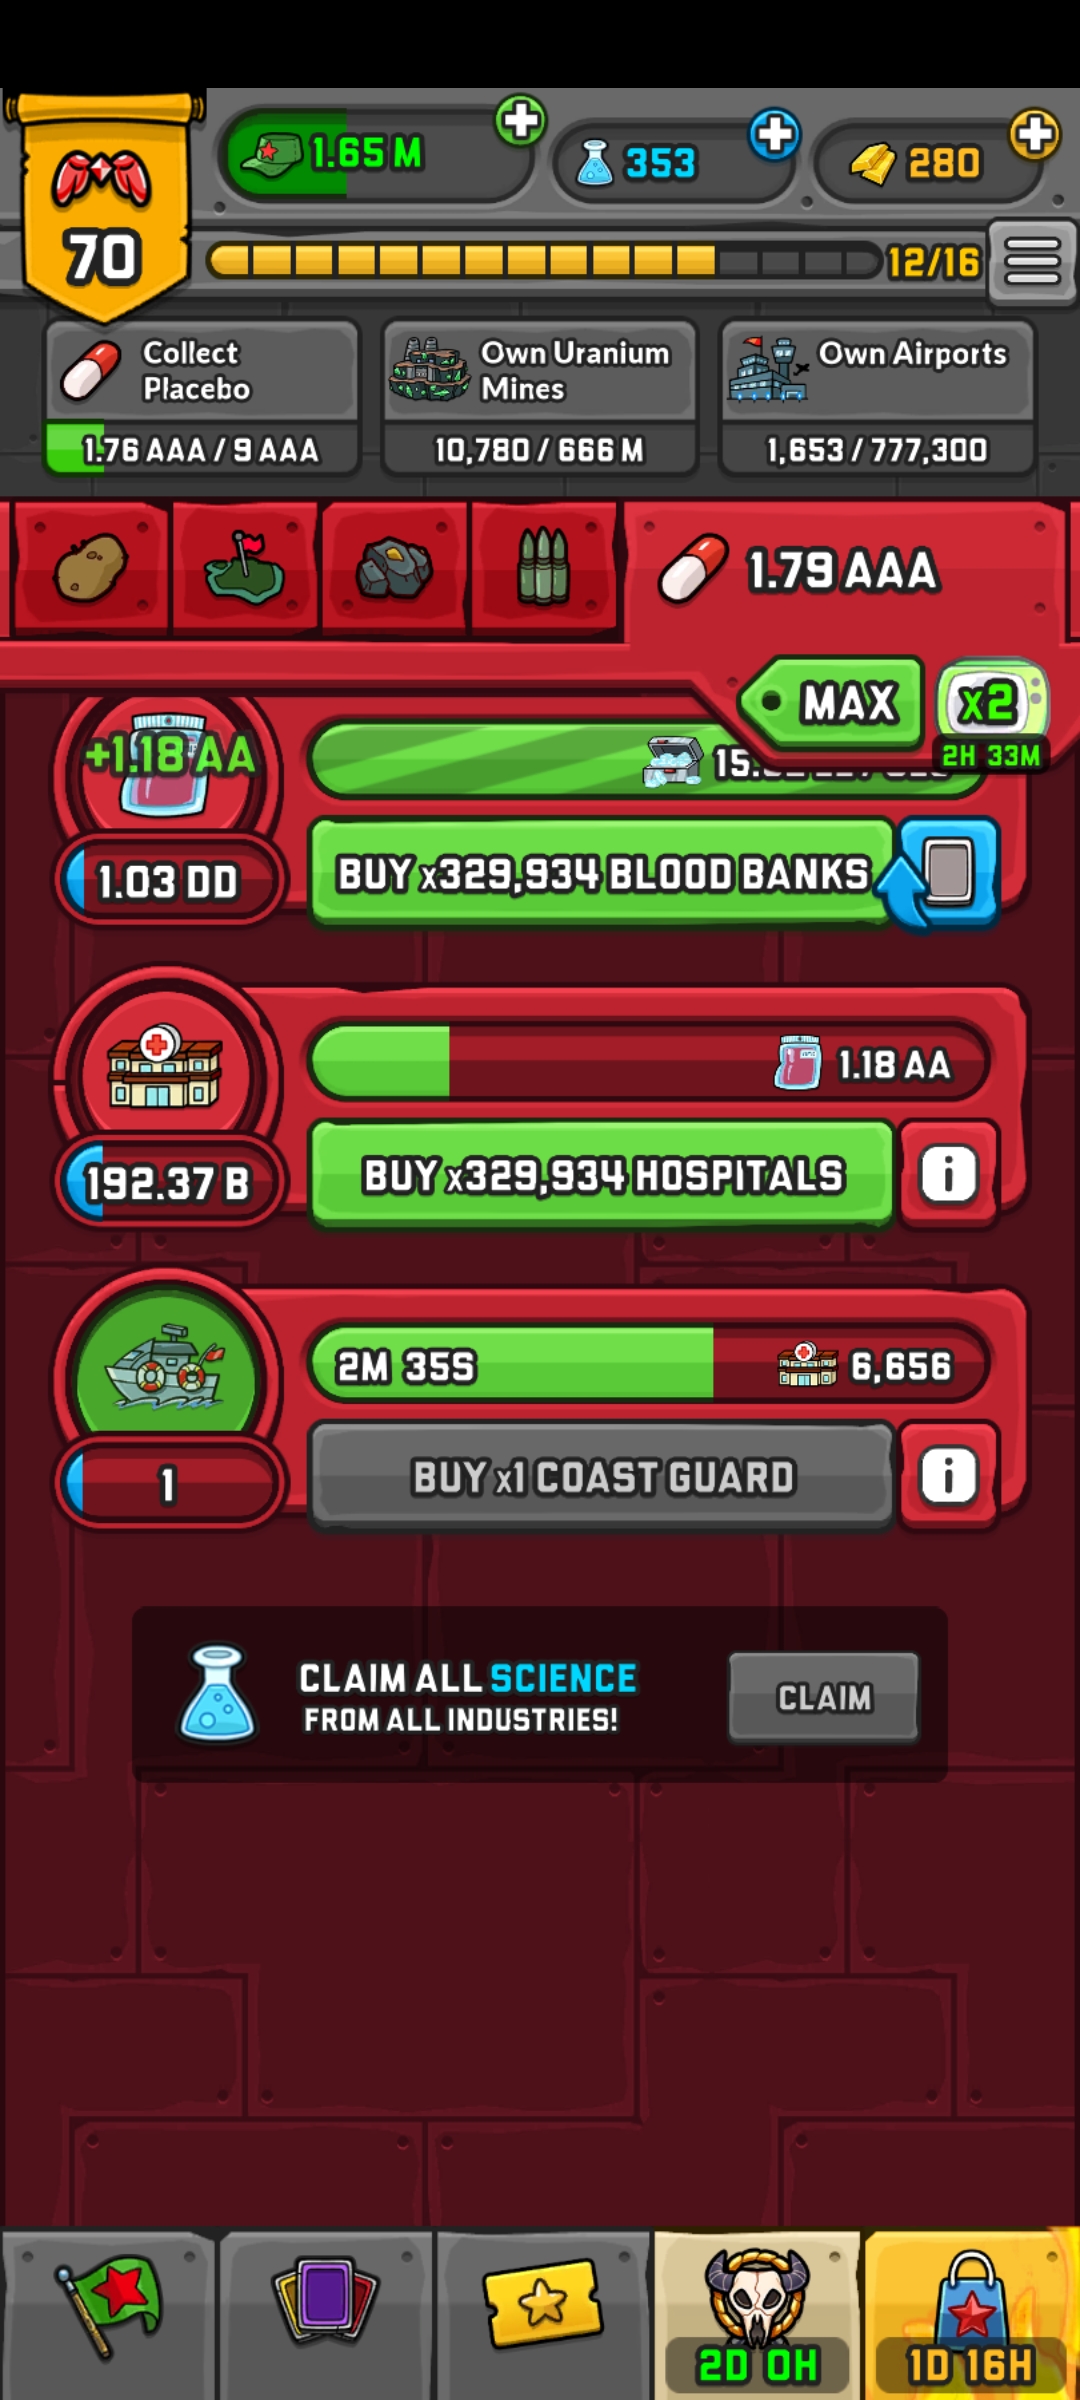 1.65 M
353
280
70
12/16
Collect
Placebo
1.76 AAA / 9 AAA
Own Uranium
Mines
10,780 / 666 M
Own Airports
1,653 / 777,300
1.79 AAA
MAX
x2
2H 33M
+1.18 AA
1.03 DD
BUY x329,934 BLOOD BANKS
1.18 AA
192.37 B
BUY x329,934 HOSPITALS
i
2M 35S
6,656
1
BUY x1 COAST GUARD
i
CLAIM ALL SCIENCE
FROM ALL INDUSTRIES!
CLAIM
2D 0H
1D 16H